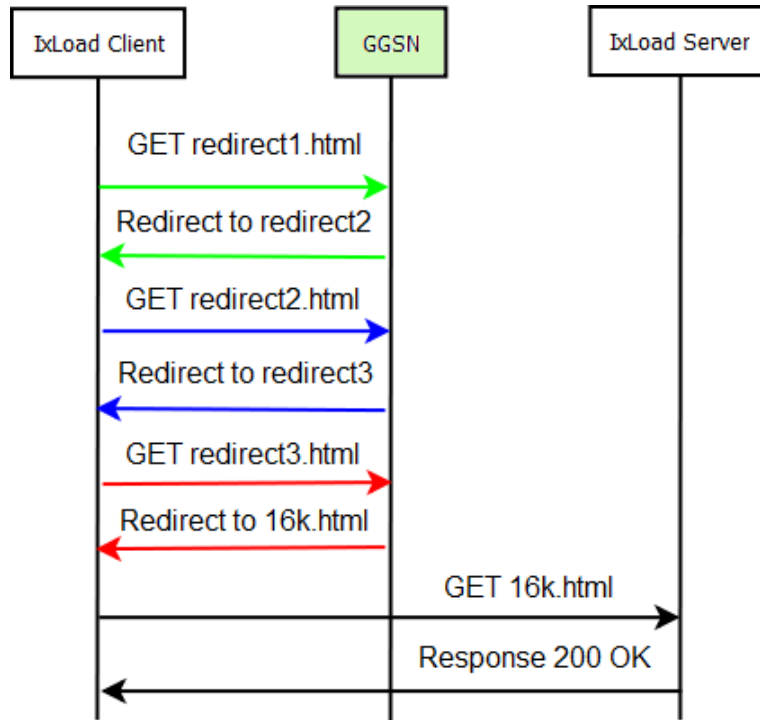 IxLoad Client
GGSN
IxLoad Server
GET redirect1.html
Redirect to redirect2
GET redirect2.html
Redirect to redirect3
GET redirect3.html
Redirect to 16k.html
GET 16k.html
Response 200 OK